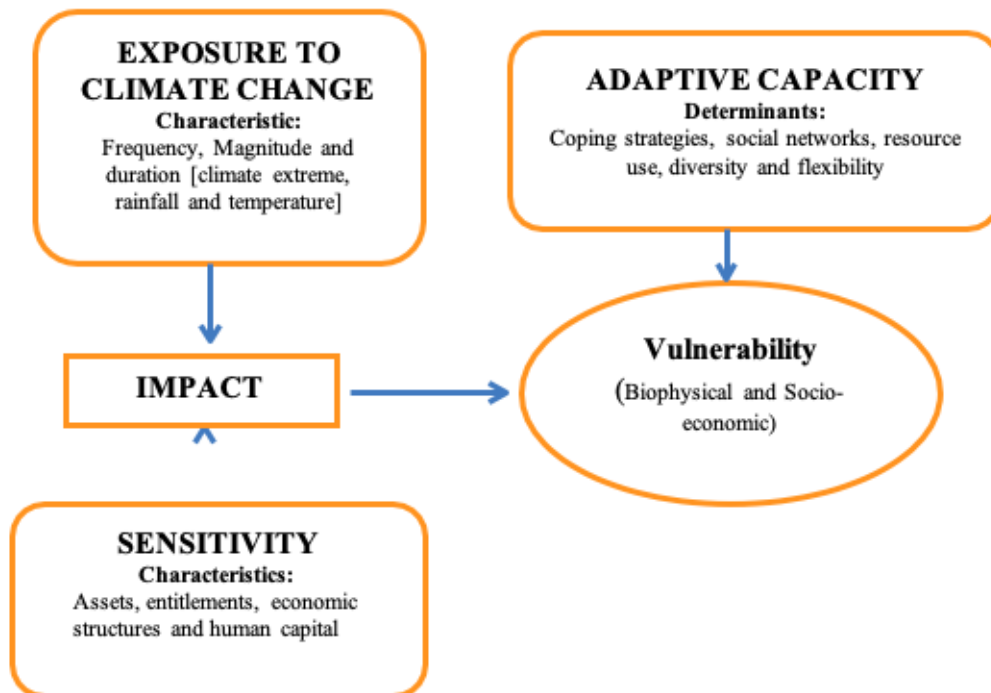 EXPOSURE TO
CLIMATE CHANGE
Characteristic:
Frequency, Magnitude and
duration [climate extreme,
rainfall and temperature]
ADAPTIVE CAPACITY
Determinants:
Coping strategies, social networks, resource
use, diversity and flexibility
IMPACT
Vulnerability
(Biophysical and Socio-
economic)
SENSITIVITY
Characteristics:
Assets, entitlements, economic
structures and human capital